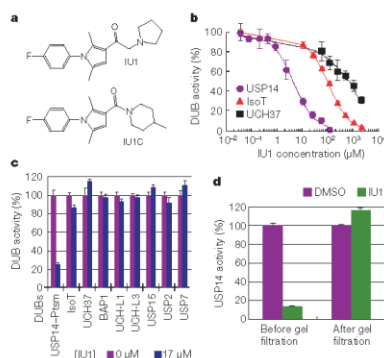 a
O
N
F
N
IU1
O
N
F
N
IU1C
b
DUB activity (%)
100
80
60
40
20
0
USP14
IsoT
UCH37
10⁻² 10⁻¹ 10⁰ 10¹ 10² 10³
IU1 concentration (µM)
c
DUB activity (%)
120
100
80
60
40
20
0
DUBs
USP14–Ptsm
IsoT
UCH37
BAP1
UCH-L1
UCH-L3
USP15
USP2
USP7
[IU1] 0 µM 17 µM
d
DMSO IU1
USP14 activity (%)
120
100
80
60
40
20
0
Before gel filtration
After gel filtration